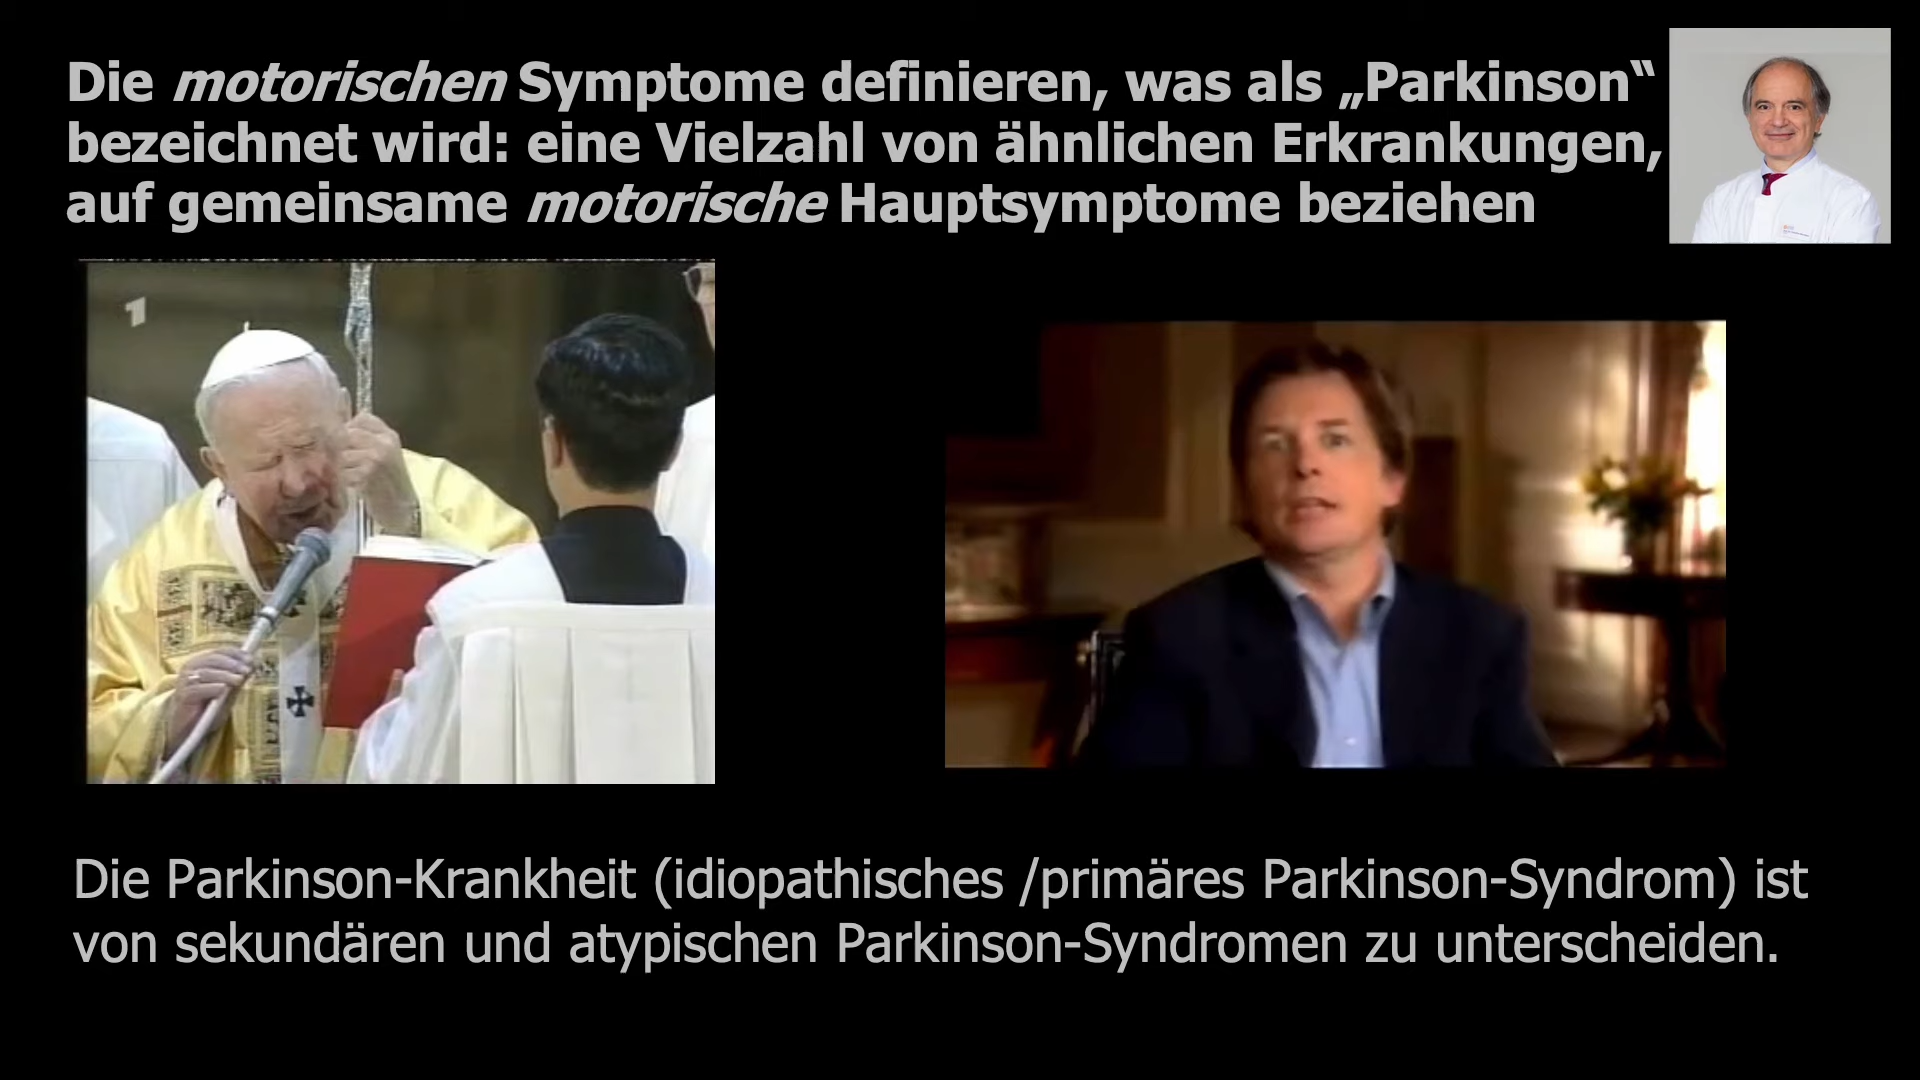 Die motorischen Symptome definieren, was als „Parkinson“
bezeichnet wird: eine Vielzahl von ähnlichen Erkrankungen,
auf gemeinsame motorische Hauptsymptome beziehen
1
Die Parkinson-Krankheit (idiopathisches /primäres Parkinson-Syndrom) ist
von sekundären und atypischen Parkinson-Syndromen zu unterscheiden.